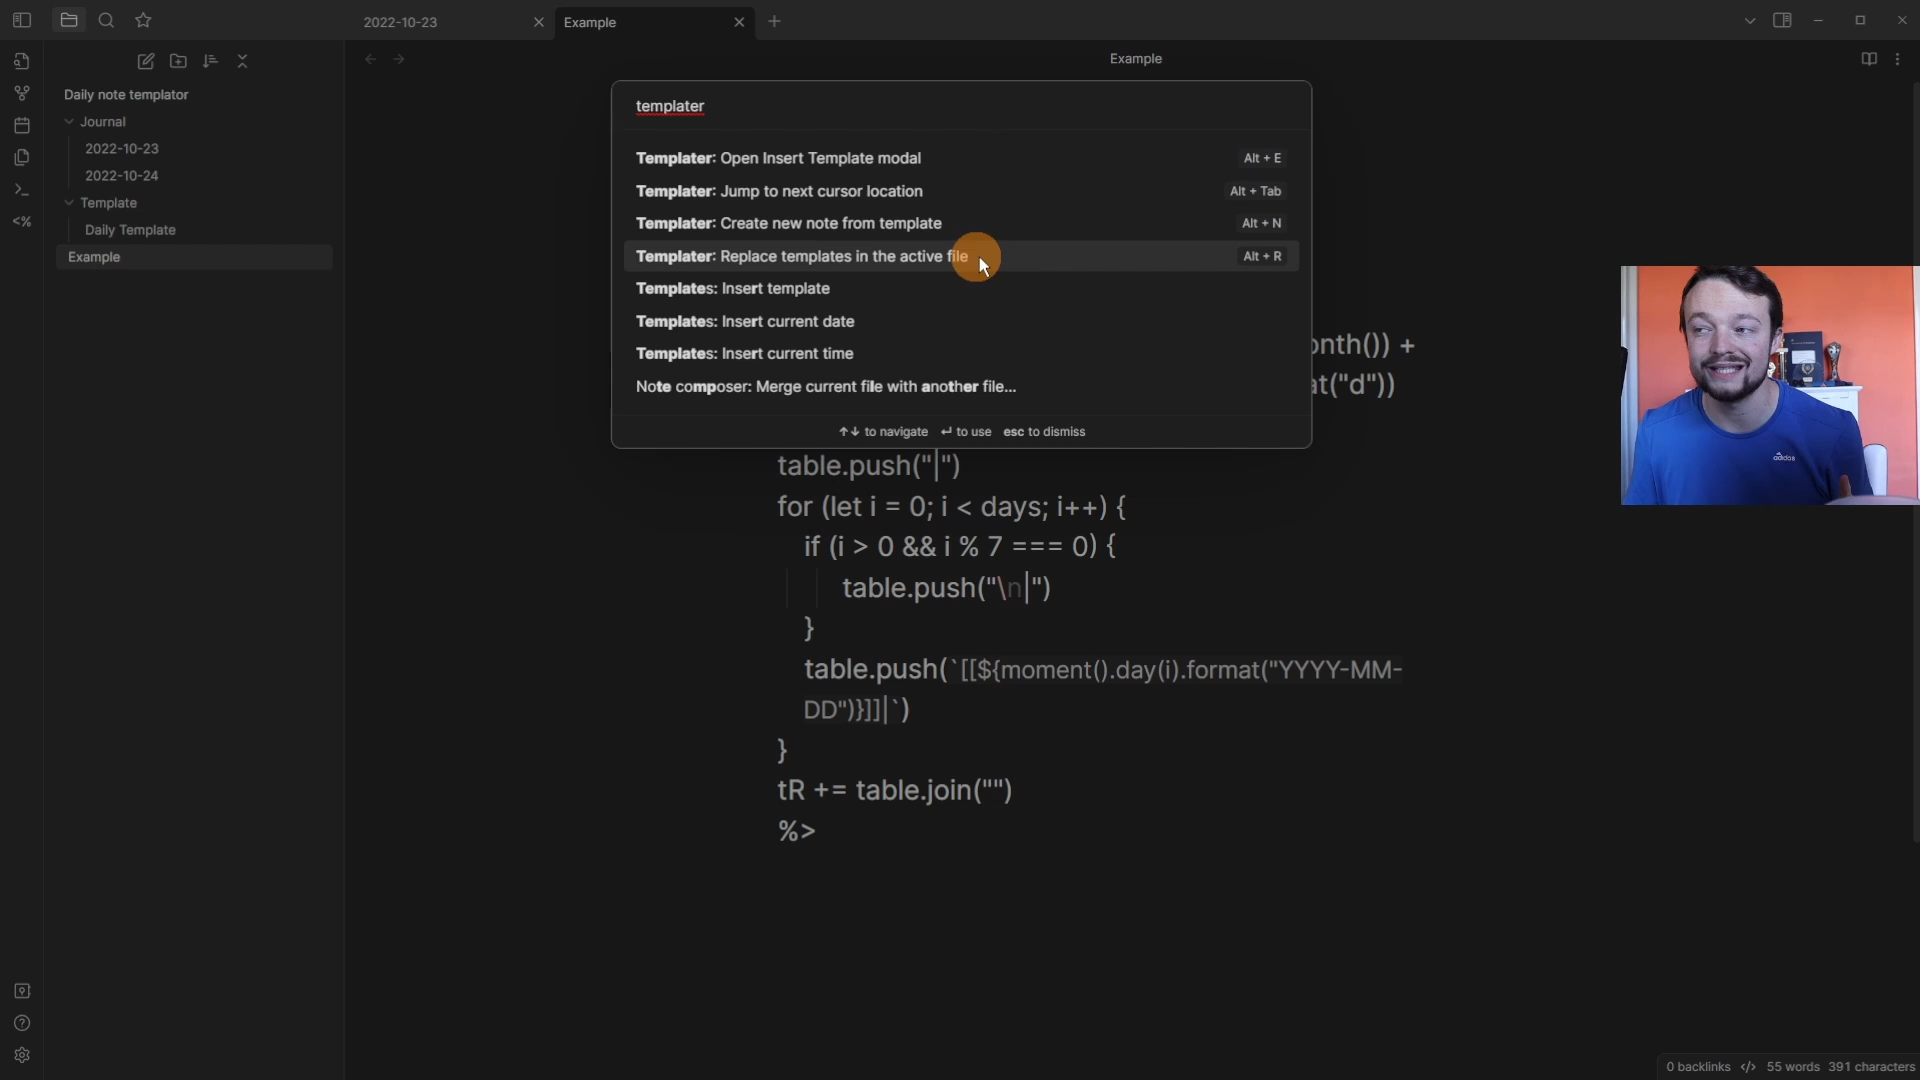 2022-10-23
Example
Example
Daily note templator
Journal
2022-10-23
2022-10-24
Template
Daily Template
Example
templater
Templater: Open Insert Template modal Alt + E
Templater: Jump to next cursor location Alt + Tab
Templater: Create new note from template Alt + N
Templater: Replace templates in the active file Alt + R
Templates: Insert template
Templates: Insert current date
Templates: Insert current time
Note composer: Merge current file with another file...
↑↓ to navigate ↵ to use esc to dismiss
onth()) +
at("d"))
table.push("|")
for (let i = 0; i < days; i++) {
if (i > 0 && i % 7 === 0) {
table.push("\n|")
}
table.push(`[[${moment().day(i).format("YYYY-MM-
DD")}]]|`)
}
tR += table.join("")
%>
adidas
0 backlinks </> 55 words 391 characters